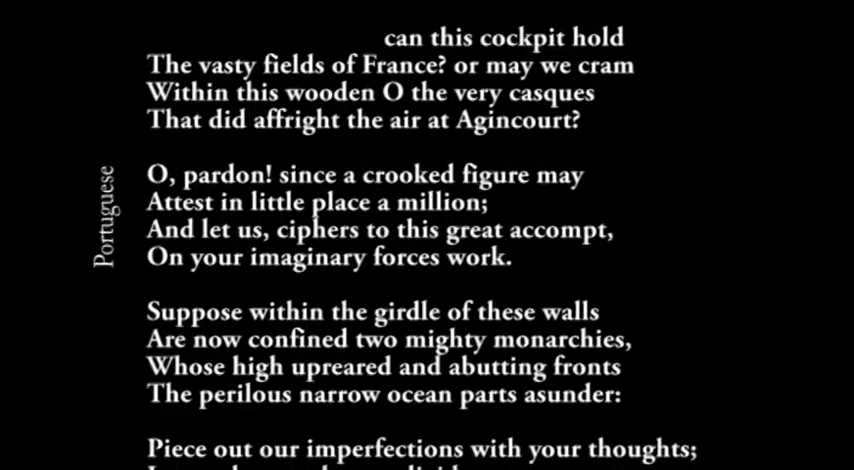 can this cockpit hold
The vasty fields of France? or may we cram
Within this wooden O the very casques
That did affright the air at Agincourt?
Portuguese
O, pardon! since a crooked figure may
Attest in little place a million;
And let us, ciphers to this great accompt,
On your imaginary forces work.
Suppose within the girdle of these walls
Are now confined two mighty monarchies,
Whose high upreared and abutting fronts
The perilous narrow ocean parts asunder:
Piece out our imperfections with your thoughts;